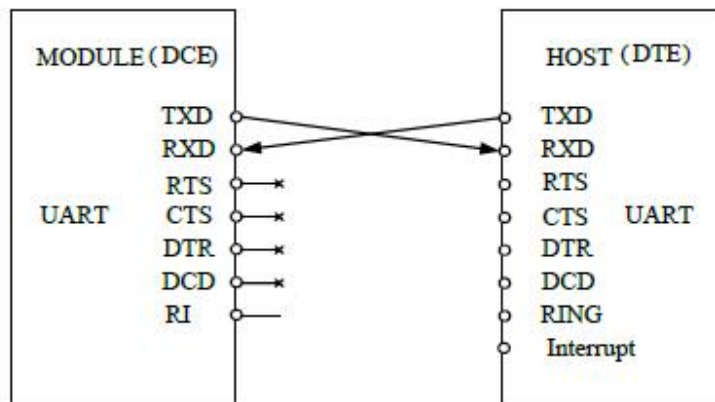 MODULE(DCE)
TXD
RXD
RTS
UART
CTS
DTR
DCD
RI
HOST (DTE)
TXD
RXD
RTS
CTS
UART
DTR
DCD
RING
Interrupt